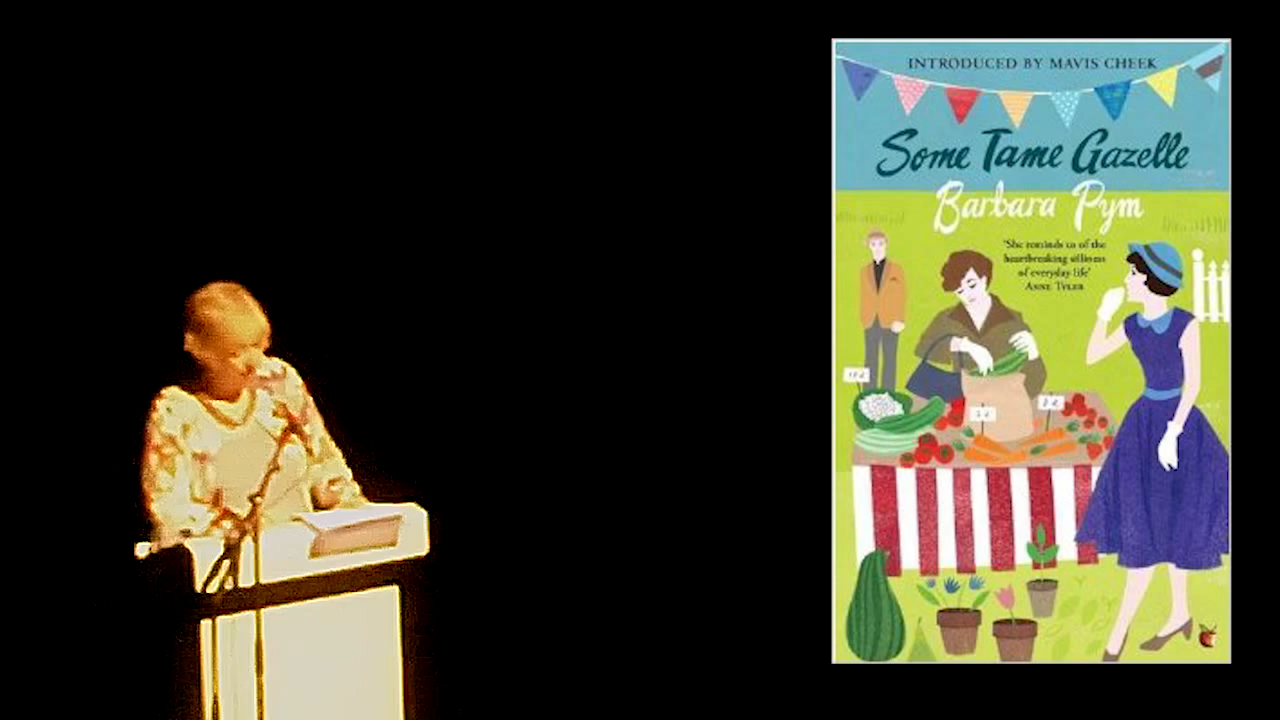 INTRODUCED BY MAVIS CHEEK
Some Tame Gazelle
Barbara Pym
'She reminds us of the
heartbreaking silliness
of everyday life'
ANNE TYLER